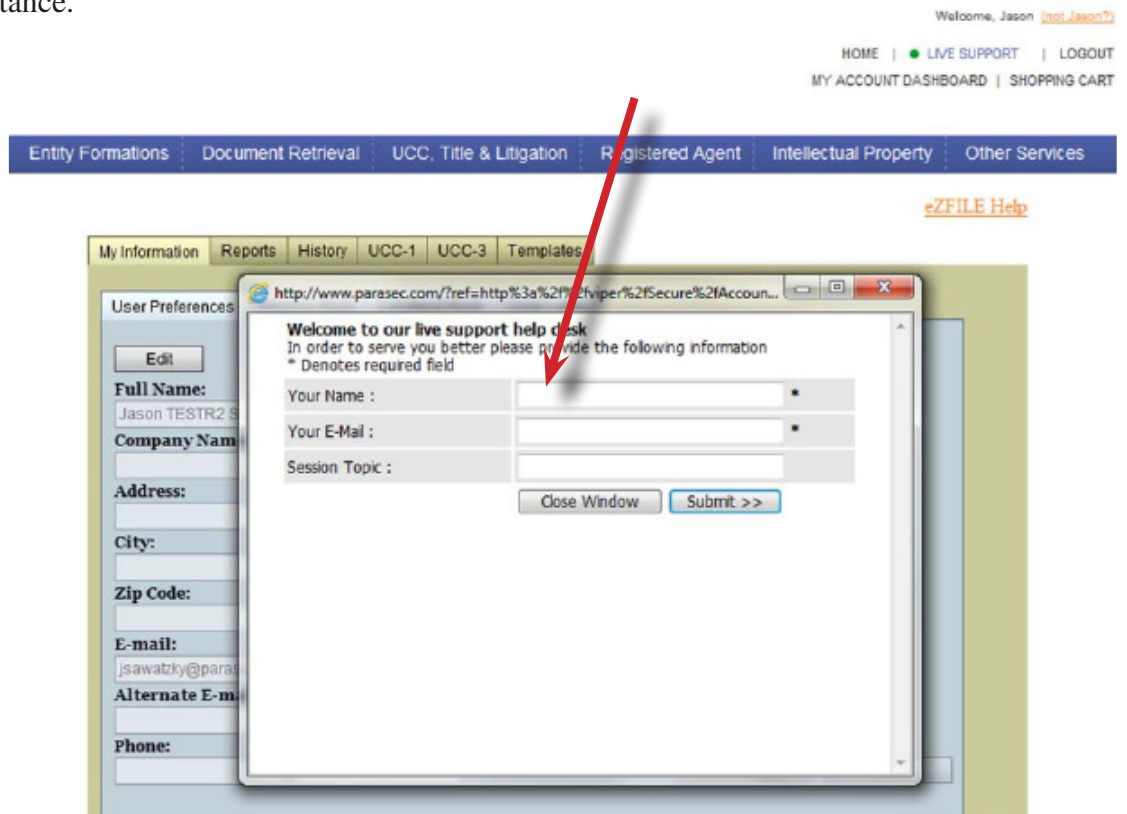 tance.
Welcome, Jason (not Jason?)
HOME | LIVE SUPPORT | LOGOUT
MY ACCOUNT DASHBOARD | SHOPPING CART
Entity Formations Document Retrieval UCC, Title & Litigation Registered Agent Intellectual Property Other Services
eZFILE Help
My Information Reports History UCC-1 UCC-3 Templates
http://www.parasec.com/?ref=http%3a%2f%2fviper%2fSecure%2fAccoun...
User Preferences
Welcome to our live support help desk
In order to serve you better please provide the following information
* Denotes required field
Edit
Full Name:
Jason TESTR2 S
Your Name : *
Company Nam
Your E-Mail : *
Session Topic :
Address:
Close Window Submit >>
City:
Zip Code:
E-mail:
jsawatzky@paras
Alternate E-ma
Phone: